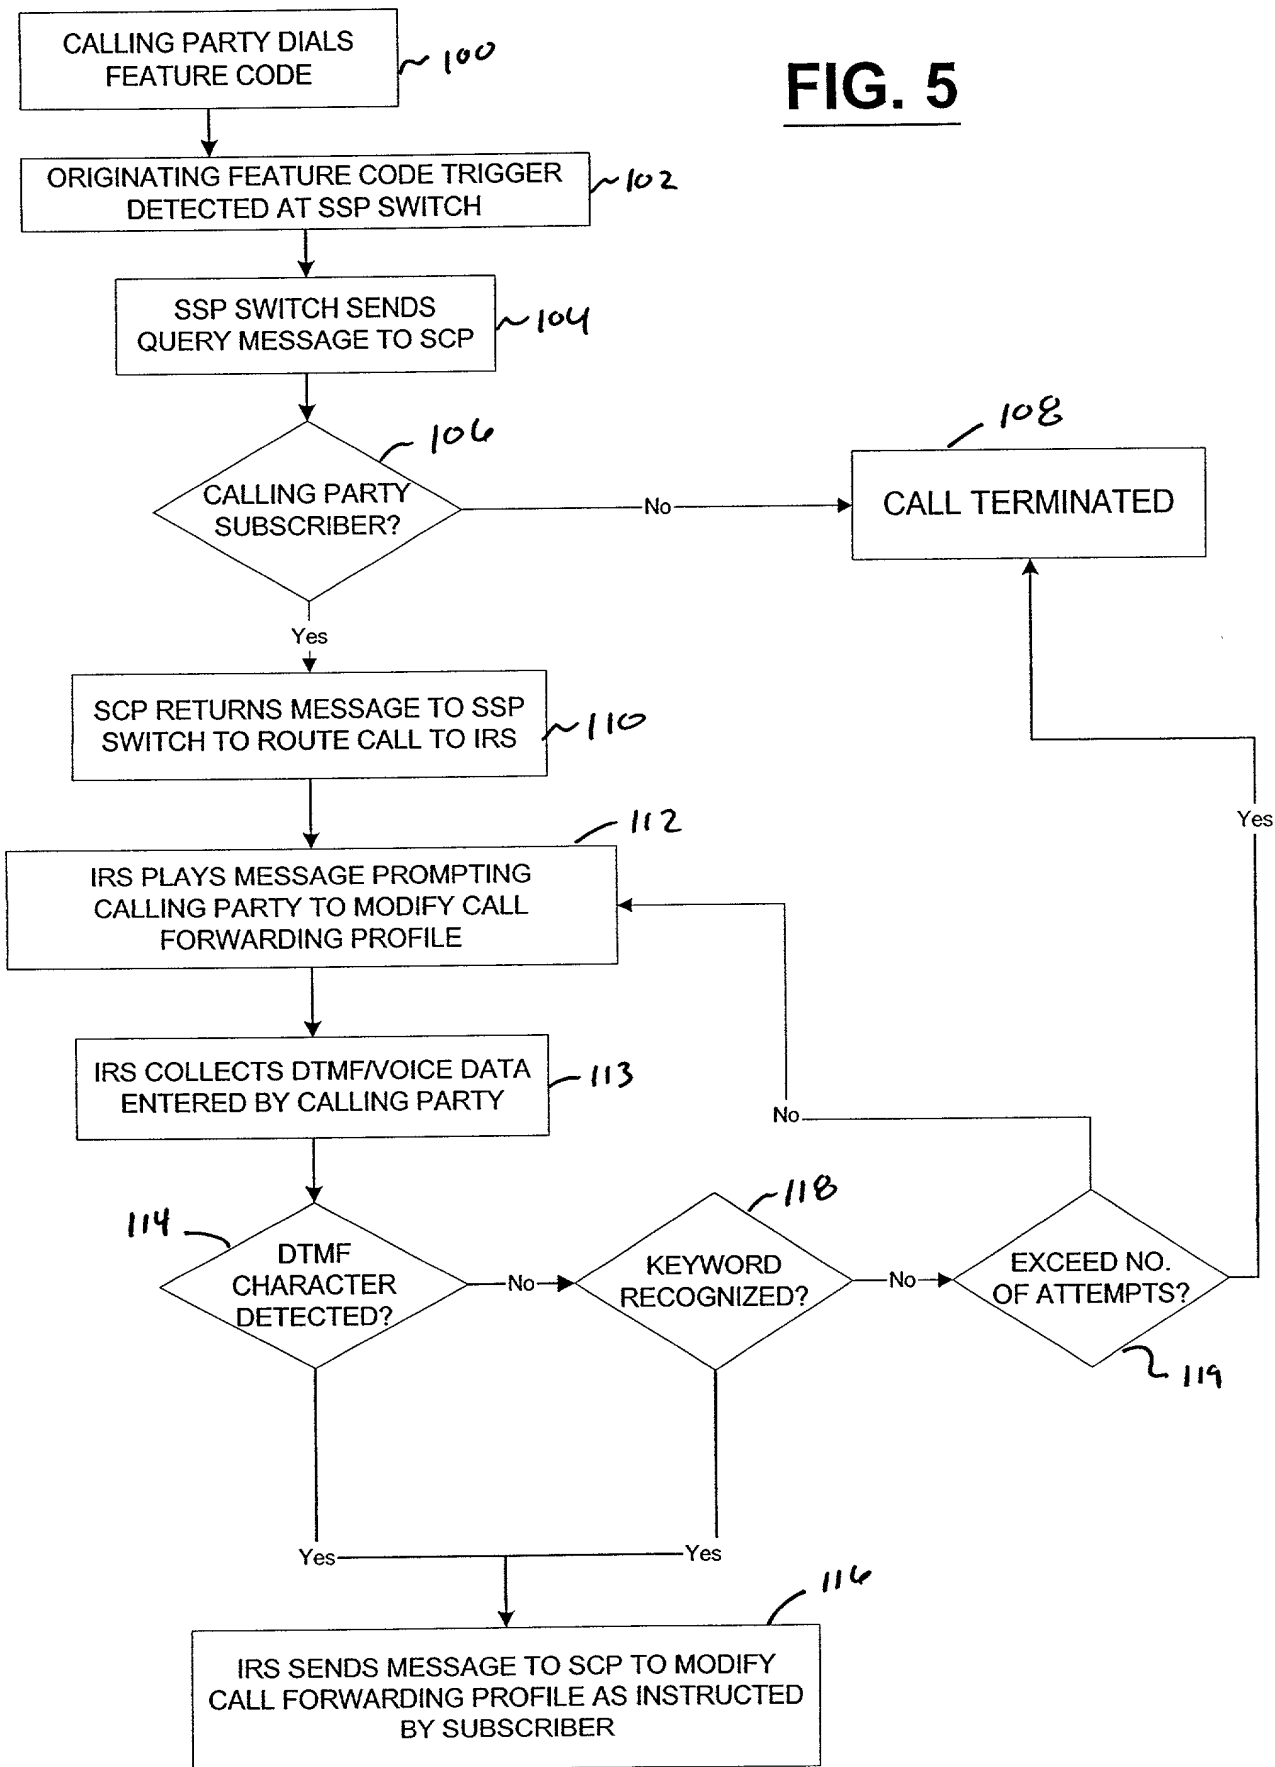 CALLING PARTY DIALS
FEATURE CODE
100
FIG. 5
ORIGINATING FEATURE CODE TRIGGER
DETECTED AT SSP SWITCH
102
SSP SWITCH SENDS
QUERY MESSAGE TO SCP
104
106
CALLING PARTY
SUBSCRIBER?
No
108
CALL TERMINATED
Yes
SCP RETURNS MESSAGE TO SSP
SWITCH TO ROUTE CALL TO IRS
110
112
IRS PLAYS MESSAGE PROMPTING
CALLING PARTY TO MODIFY CALL
FORWARDING PROFILE
Yes
IRS COLLECTS DTMF/VOICE DATA
ENTERED BY CALLING PARTY
113
No
114
DTMF
CHARACTER
DETECTED?
No
118
KEYWORD
RECOGNIZED?
No
EXCEED NO.
OF ATTEMPTS?
119
Yes
Yes
116
IRS SENDS MESSAGE TO SCP TO MODIFY
CALL FORWARDING PROFILE AS INSTRUCTED
BY SUBSCRIBER